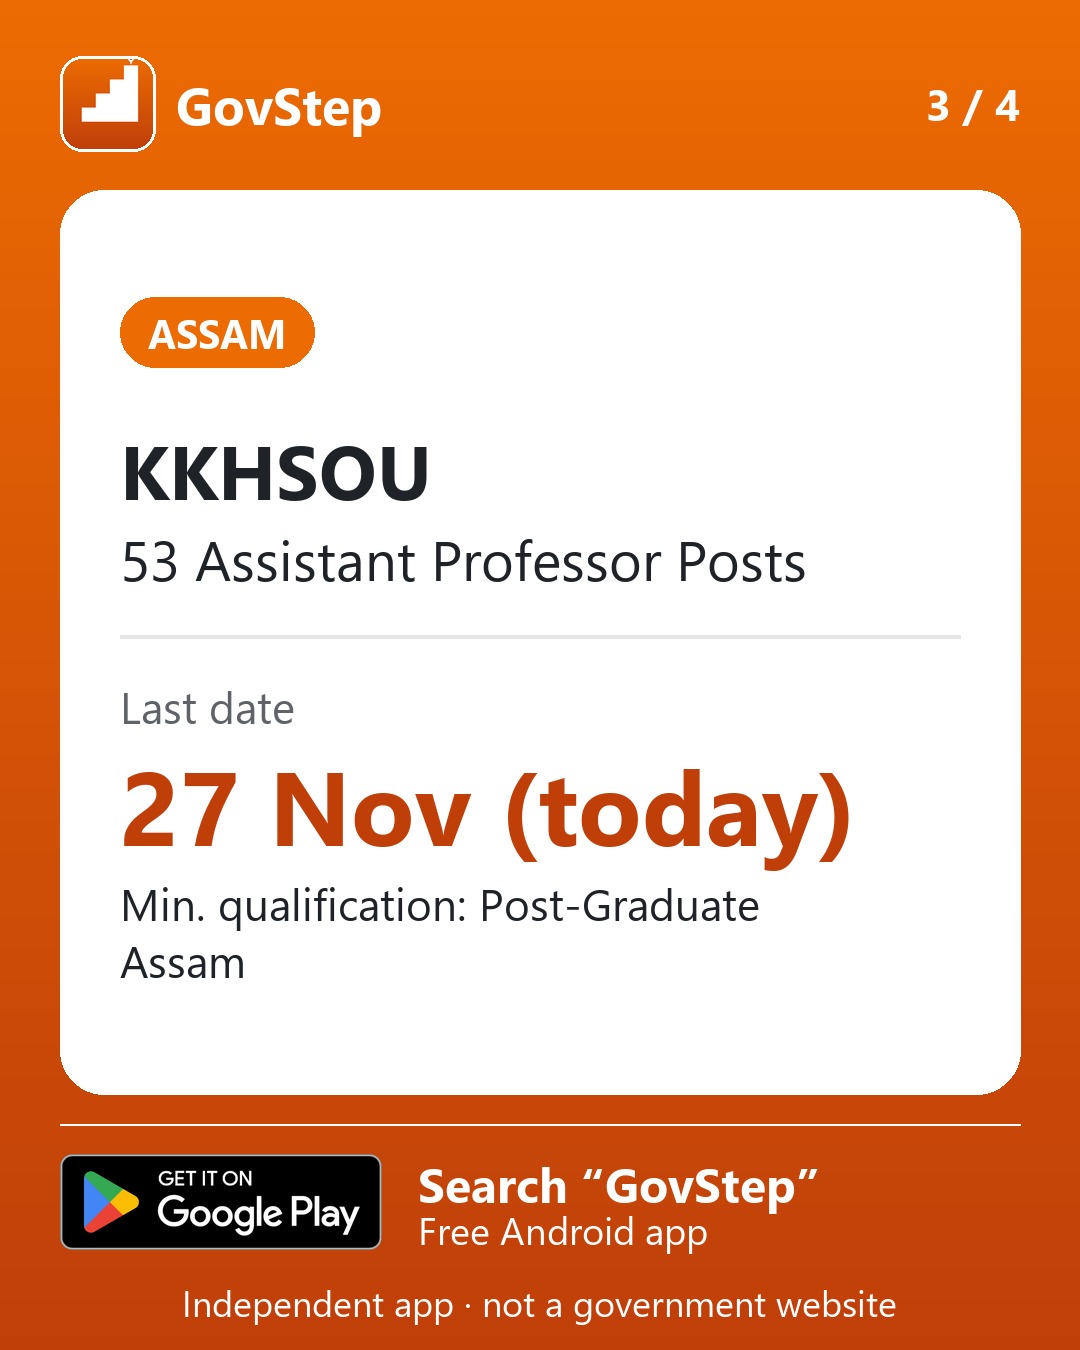 GovStep
3 / 4
ASSAM
KKHSOU
53 Assistant Professor Posts
Last date
27 Nov (today)
Min. qualification: Post-Graduate
Assam
GET IT ON
Google Play
Search “GovStep”
Free Android app
Independent app · not a government website